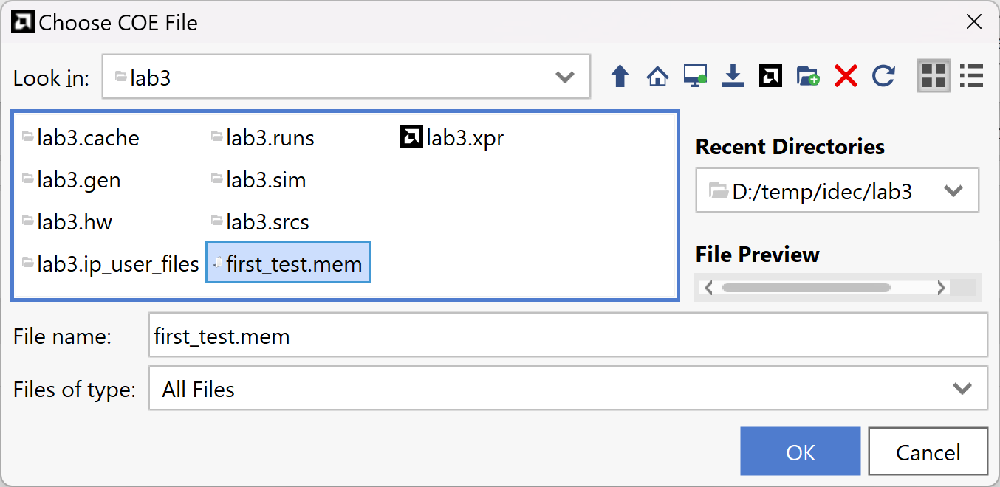 Choose COE File
Look in: lab3
lab3.cache lab3.runs lab3.xpr
lab3.gen lab3.sim
lab3.hw lab3.srcs
lab3.ip_user_files first_test.mem
Recent Directories
D:/temp/idec/lab3
File Preview
File name: first_test.mem
Files of type: All Files
OK Cancel